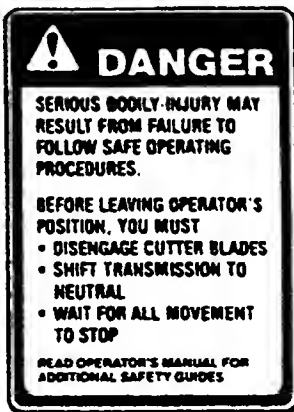 DANGER
SERIOUS BODILY INJURY MAY
RESULT FROM FAILURE TO
FOLLOW SAFE OPERATING
PROCEDURES.
BEFORE LEAVING OPERATOR'S
POSITION, YOU MUST
• DISENGAGE CUTTER BLADES
• SHIFT TRANSMISSION TO
NEUTRAL
• WAIT FOR ALL MOVEMENT
TO STOP
READ OPERATOR'S MANUAL FOR
ADDITIONAL SAFETY GUIDES